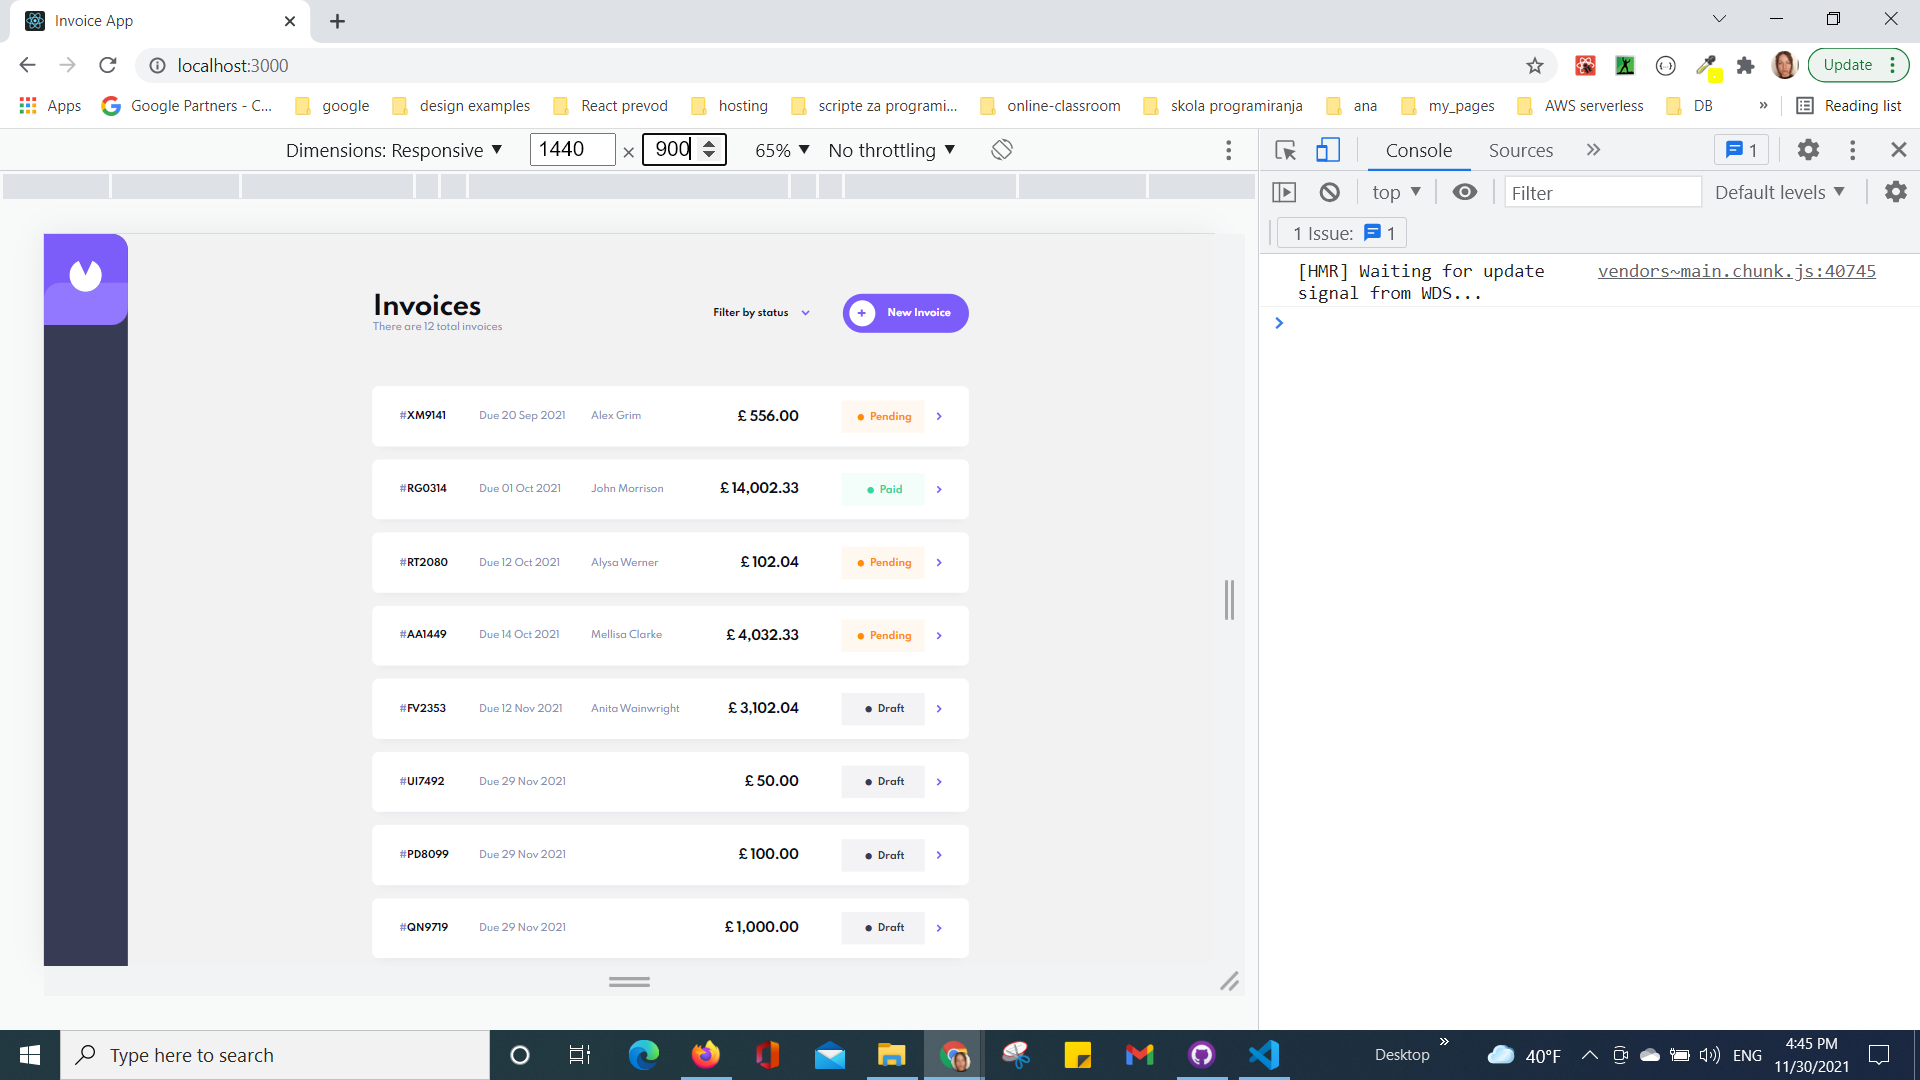 Invoice App
localhost:3000
Update
Apps
Google Partners - C...
google
design examples
React prevod
hosting
scripte za programi...
online-classroom
skola programiranja
ana
my_pages
AWS serverless
DB
»
Reading list
Dimensions: Responsive
1440 × 900
65%
No throttling
Console
Sources
1
top
Filter
Default levels
1 Issue: 1
[HMR] Waiting for update signal from WDS...
vendors~main.chunk.js:40745
Invoices
There are 12 total invoices
Filter by status
+ New Invoice
#XM9141 Due 20 Sep 2021 Alex Grim £ 556.00 Pending
#RG0314 Due 01 Oct 2021 John Morrison £ 14,002.33 Paid
#RT2080 Due 12 Oct 2021 Alysa Werner £ 102.04 Pending
#AA1449 Due 14 Oct 2021 Mellisa Clarke £ 4,032.33 Pending
#FV2353 Due 12 Nov 2021 Anita Wainwright £ 3,102.04 Draft
#UI7492 Due 29 Nov 2021 £ 50.00 Draft
#PD8099 Due 29 Nov 2021 £ 100.00 Draft
#QN9719 Due 29 Nov 2021 £ 1,000.00 Draft
Type here to search
Desktop
40°F
ENG
4:45 PM
11/30/2021